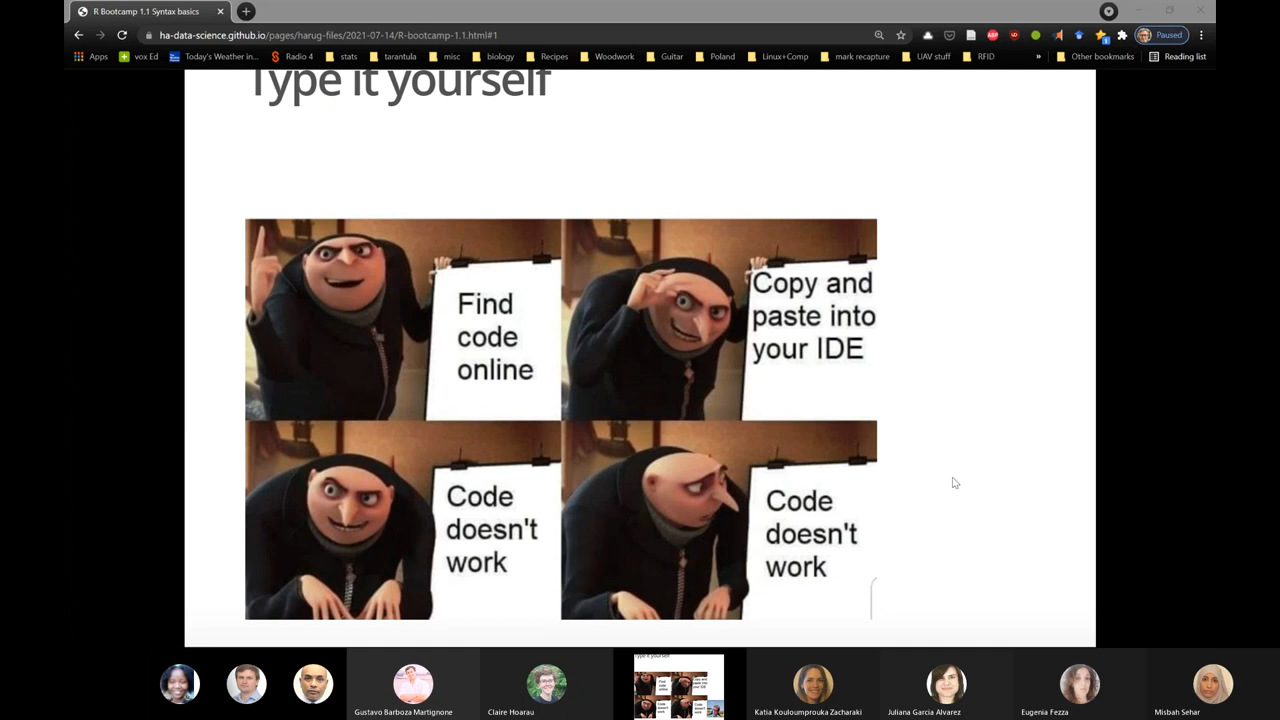 R Bootcamp 1.1 Syntax basics
ha-data-science.github.io/pages/harug-files/2021-07-14/R-bootcamp-1.1.html#1
Paused
Apps vox Ed Today's Weather in... Radio 4 stats tarantula misc biology Recipes Woodwork Guitar Poland Linux+Comp mark recapture UAV stuff RFID » Other bookmarks Reading list
Type it yourself
Find
code
online
Copy and
paste into
your IDE
Code
doesn't
work
Code
doesn't
work
Gustavo Barboza Martignone
Claire Hoarau
Katia Kouloumprouka Zacharaki
Juliana Garcia Alvarez
Eugenia Fezza
Misbah Sehar